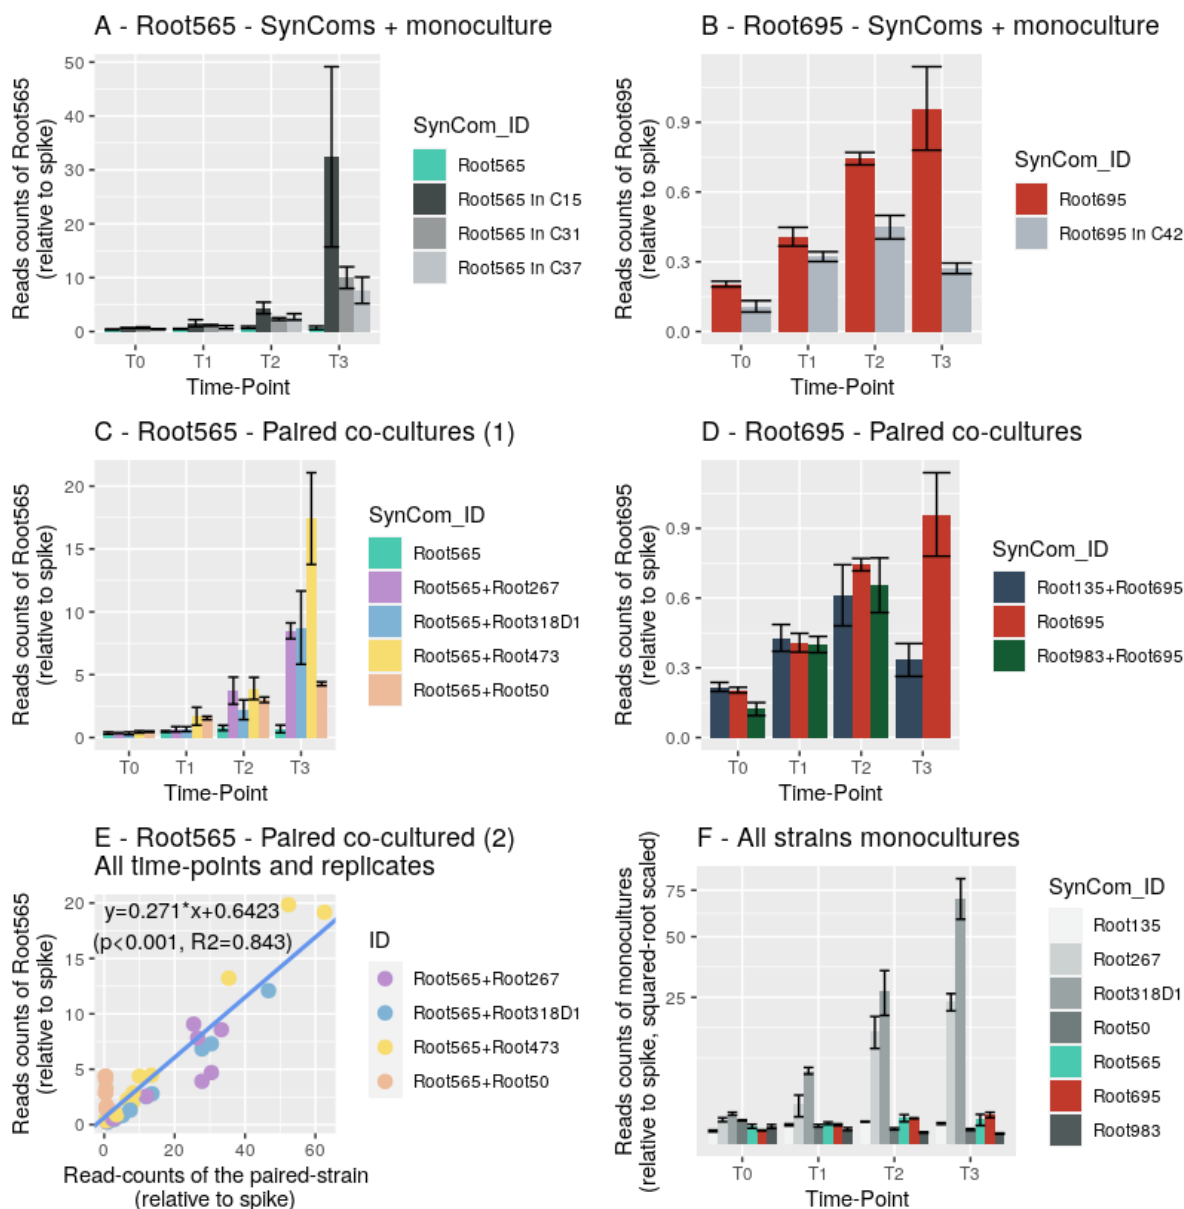 A - Root565 - SynComs + monoculture
Reads counts of Root565
(relative to spike)
50
40
30
20
10
0
T0 T1 T2 T3
Time-Point
SynCom_ID
Root565
Root565 in C15
Root565 in C31
Root565 in C37
B - Root695 - SynComs + monoculture
Reads counts of Root695
(relative to spike)
0.9
0.6
0.3
0.0
T0 T1 T2 T3
Time-Point
SynCom_ID
Root695
Root695 in C42
C - Root565 - Paired co-cultures (1)
Reads counts of Root565
(relative to spike)
20
15
10
5
0
T0 T1 T2 T3
Time-Point
SynCom_ID
Root565
Root565+Root267
Root565+Root318D1
Root565+Root473
Root565+Root50
D - Root695 - Paired co-cultures
Reads counts of Root695
(relative to spike)
0.9
0.6
0.3
0.0
T0 T1 T2 T3
Time-Point
SynCom_ID
Root135+Root695
Root695
Root983+Root695
E - Root565 - Paired co-cultured (2)
All time-points and replicates
Reads counts of Root565
(relative to spike)
20
15
10
5
0
y=0.271*x+0.6423
(p<0.001, R2=0.843)
0 20 40 60
Read-counts of the paired-strain
(relative to spike)
ID
Root565+Root267
Root565+Root318D1
Root565+Root473
Root565+Root50
F - All strains monocultures
Reads counts of monocultures
(relative to spike, squared-root scaled)
75
50
25
T0 T1 T2 T3
Time-Point
SynCom_ID
Root135
Root267
Root318D1
Root50
Root565
Root695
Root983